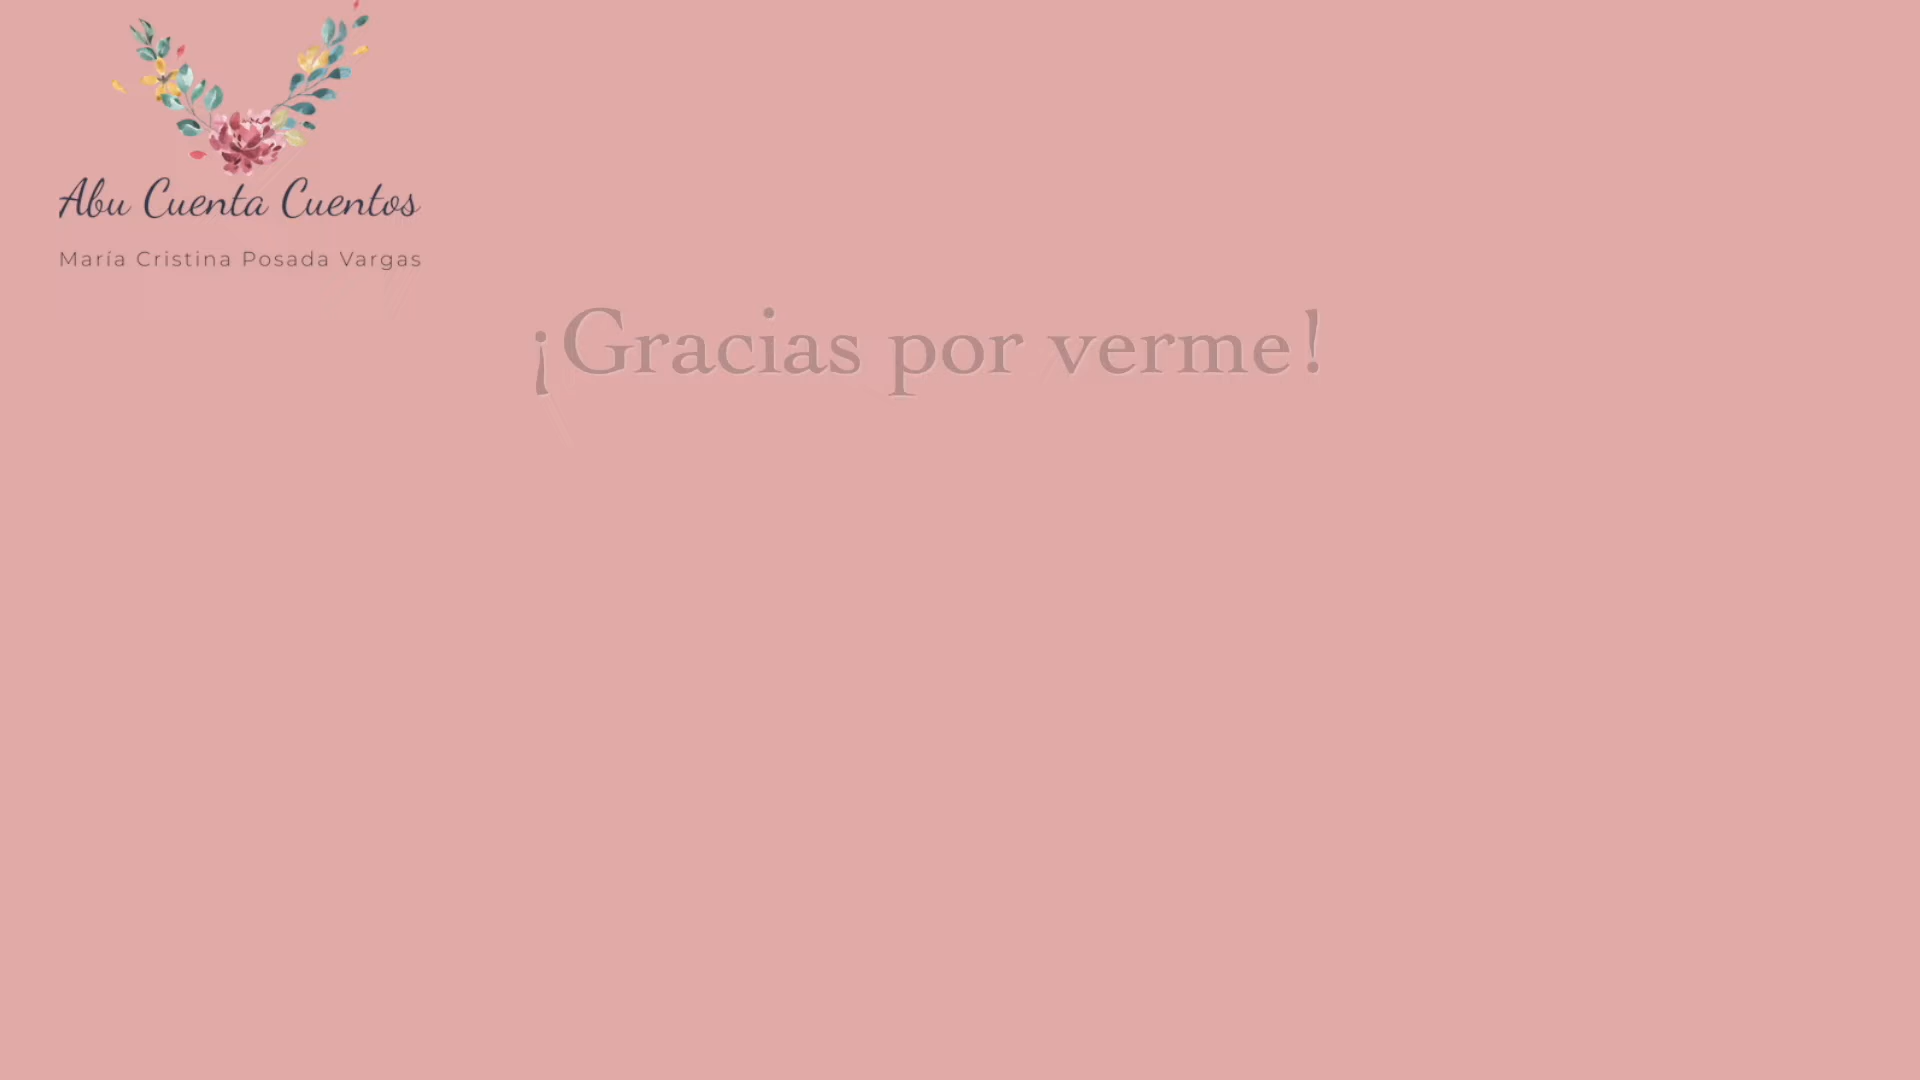 Abu Cuenta Cuentos
María Cristina Posada Vargas
¡Gracias por verme!